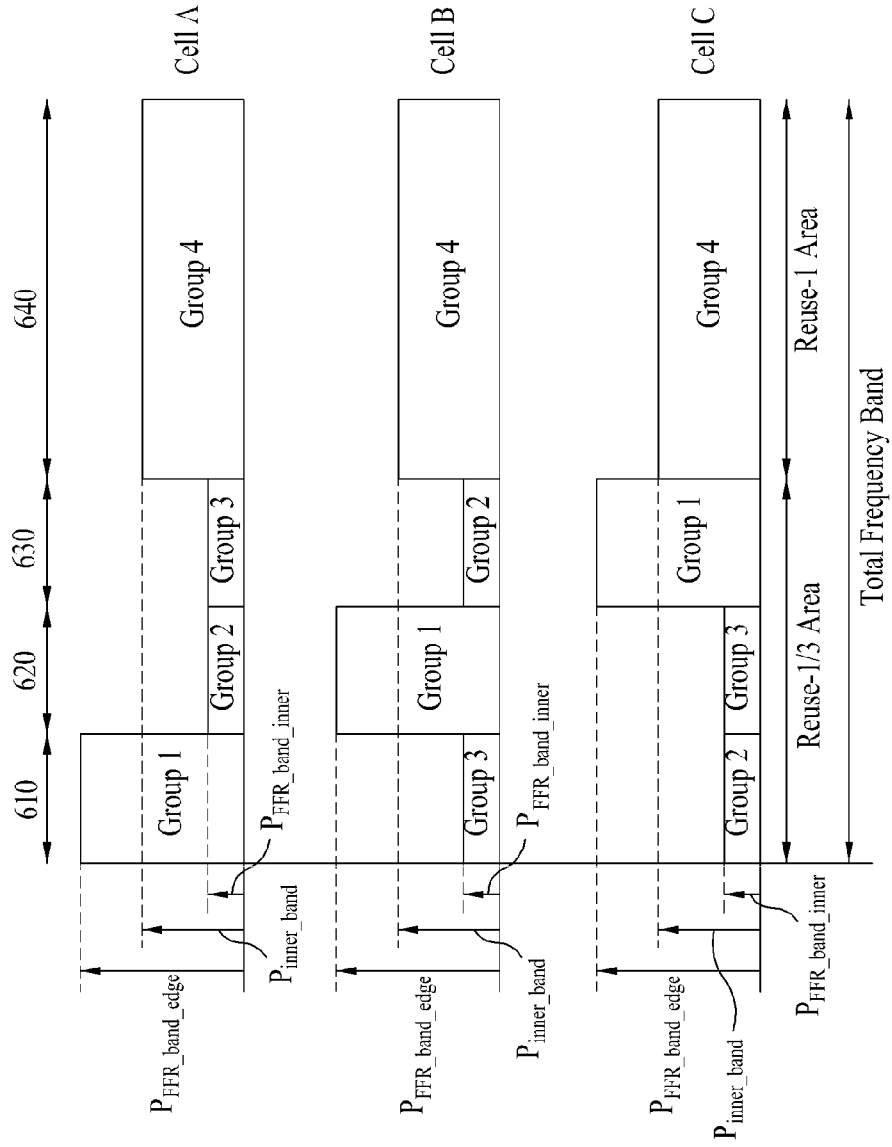 610
620
630
640
P_FFR_band_edge
P_inner_band
P_FFR_band_inner
Group 1
Group 2
Group 3
Group 4
Cell A
P_FFR_band_edge
P_inner_band
P_FFR_band_inner
Group 3
Group 1
Group 2
Group 4
Cell B
P_FFR_band_edge
P_inner_band
P_FFR_band_inner
Group 2
Group 3
Group 1
Group 4
Cell C
Reuse-1/3 Area
Reuse-1 Area
Total Frequency Band